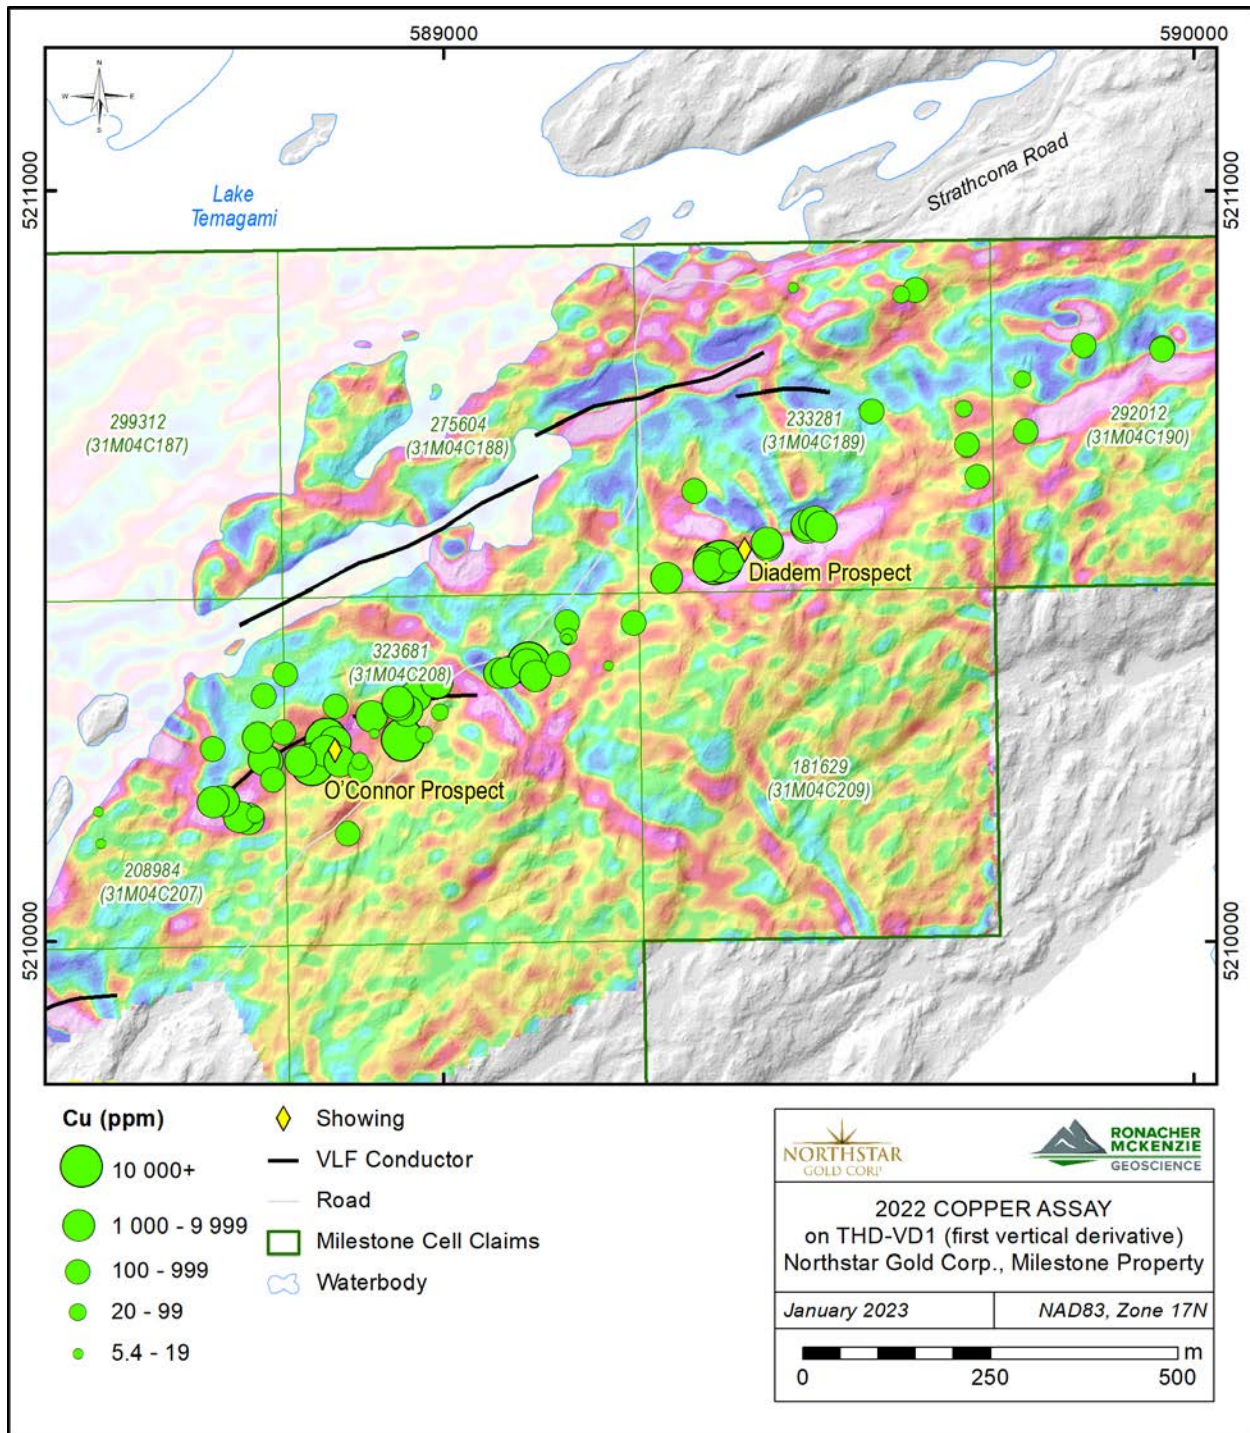 589000
590000
N
W
E
S
5211000
5211000
Lake
Temagami
Strathcona Road
299312
(31M04C187)
275604
(31M04C188)
233281
(31M04C189)
292012
(31M04C190)
Diadem Prospect
323681
(31M04C208)
181629
(31M04C209)
O'Connor Prospect
208984
(31M04C207)
5210000
5210000
Cu (ppm)
10 000+
1 000 - 9 999
100 - 999
20 - 99
5.4 - 19
Showing
VLF Conductor
Road
Milestone Cell Claims
Waterbody
NORTHSTAR
GOLD CORP
RONACHER
MCKENZIE
GEOSCIENCE
2022 COPPER ASSAY
on THD-VD1 (first vertical derivative)
Northstar Gold Corp., Milestone Property
January 2023
NAD83, Zone 17N
m
0 250 500